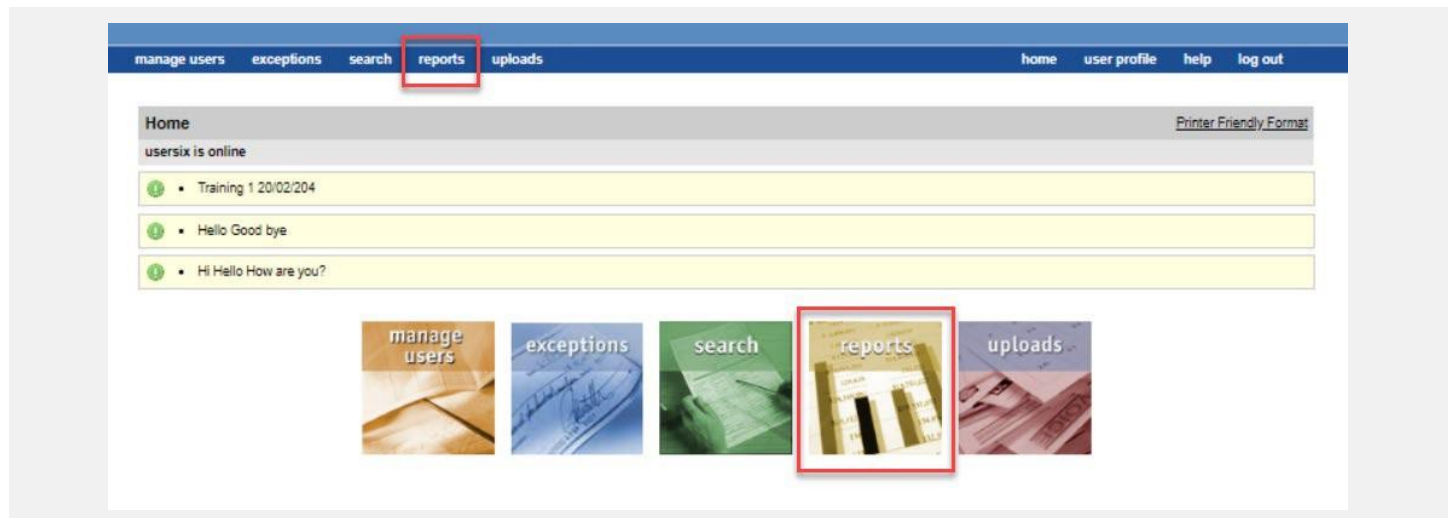 manage users exceptions search reports uploads home user profile help log out
Home Printer Friendly Format
usersix is online
• Training 1 20/02/204
• Hello Good bye
• Hi Hello How are you?
manage
users
exceptions
search
reports
uploads